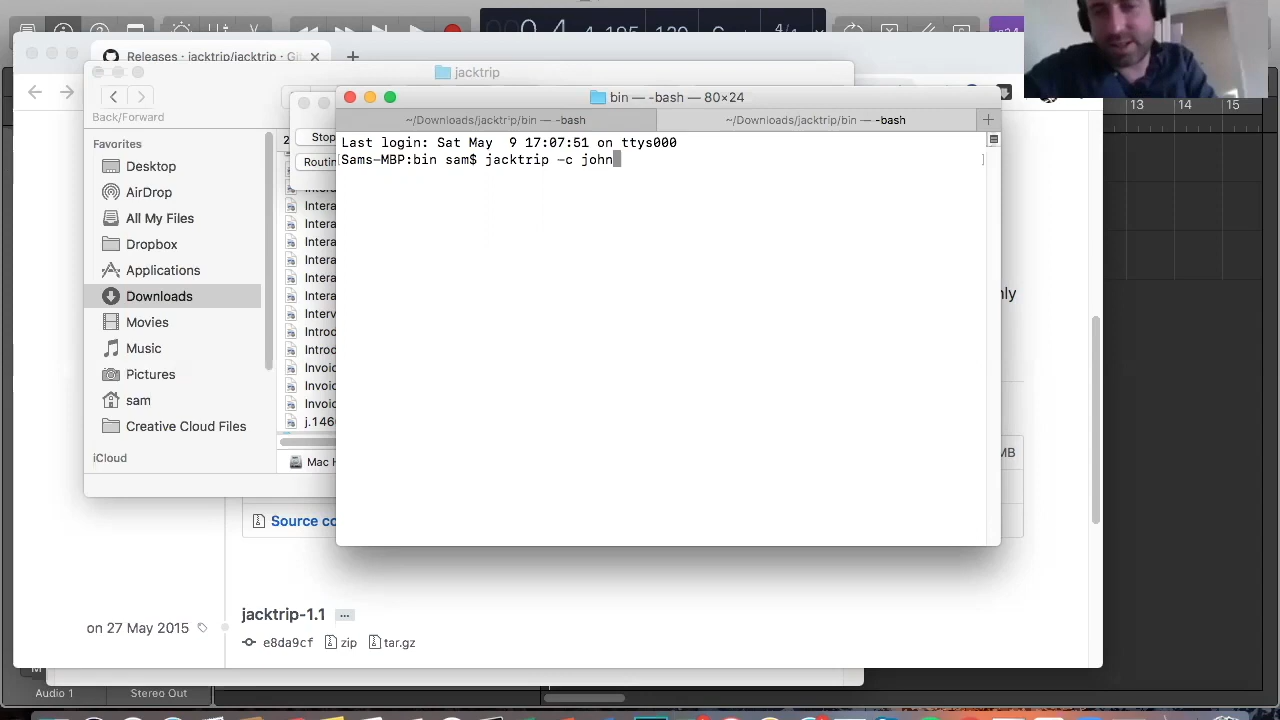 Releases · jacktrip/jacktrip · Gi
jacktrip
bin — -bash — 80×24
Back/Forward
~/Downloads/jacktrip/bin — -bash
~/Downloads/jacktrip/bin — -bash
13 14 15
Favorites
Stop
Routin
Last login: Sat May  9 17:07:51 on ttys000
Sams-MBP:bin sam$ jacktrip -c john
Desktop
AirDrop
All My Files
Dropbox
Applications
Downloads
Movies
Music
Pictures
sam
Creative Cloud Files
iCloud
Intera
Intera
Intera
Intera
Intera
Intera
Interv
Introd
Introd
Invoic
Invoic
Invoic
j.146
Mac H
nly
MB
Source co
jacktrip-1.1
on 27 May 2015
e8da9cf zip tar.gz
Audio 1
Stereo Out